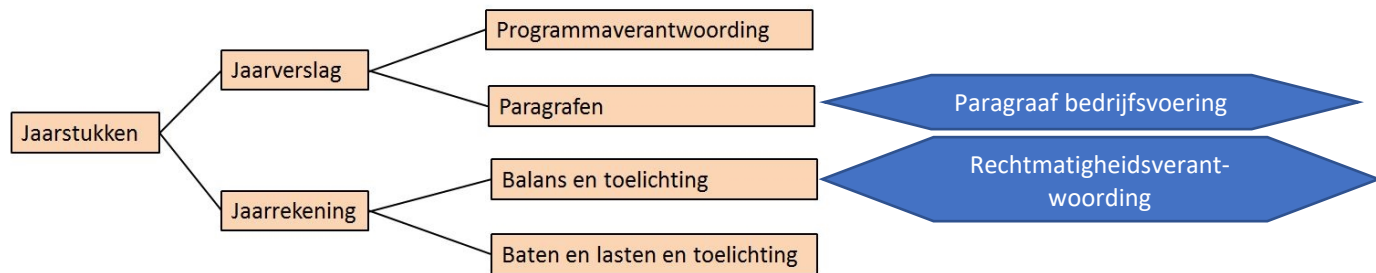 Programmaverantwoording
Jaarverslag
Paragrafen
Paragraaf bedrijfsvoering
Jaarstukken
Rechtmatigheidsverant-
woording
Balans en toelichting
Jaarrekening
Baten en lasten en toelichting